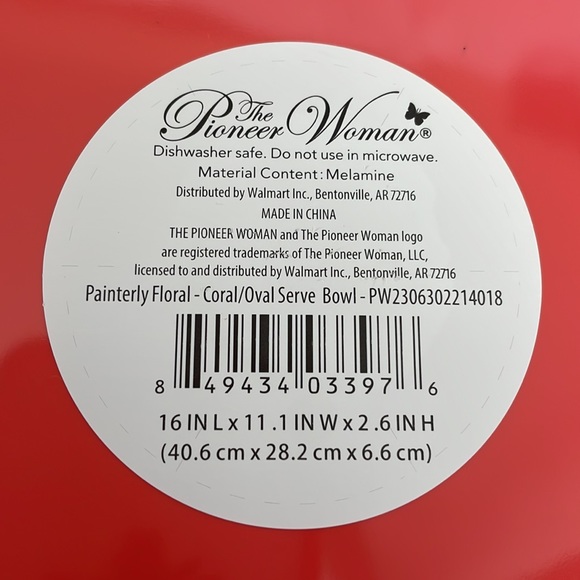 The
Pioneer Woman®
Dishwasher safe. Do not use in microwave.
Material Content: Melamine
Distributed by Walmart Inc., Bentonville, AR 72716
MADE IN CHINA
THE PIONEER WOMAN and The Pioneer Woman logo
are registered trademarks of The Pioneer Woman, LLC,
licensed to and distributed by Walmart Inc., Bentonville, AR 72716
Painterly Floral - Coral/Oval Serve Bowl - PW2306302214018
8 49434 03397 6
16 IN L x 11.1 IN W x 2.6 IN H
(40.6 cm x 28.2 cm x 6.6 cm)